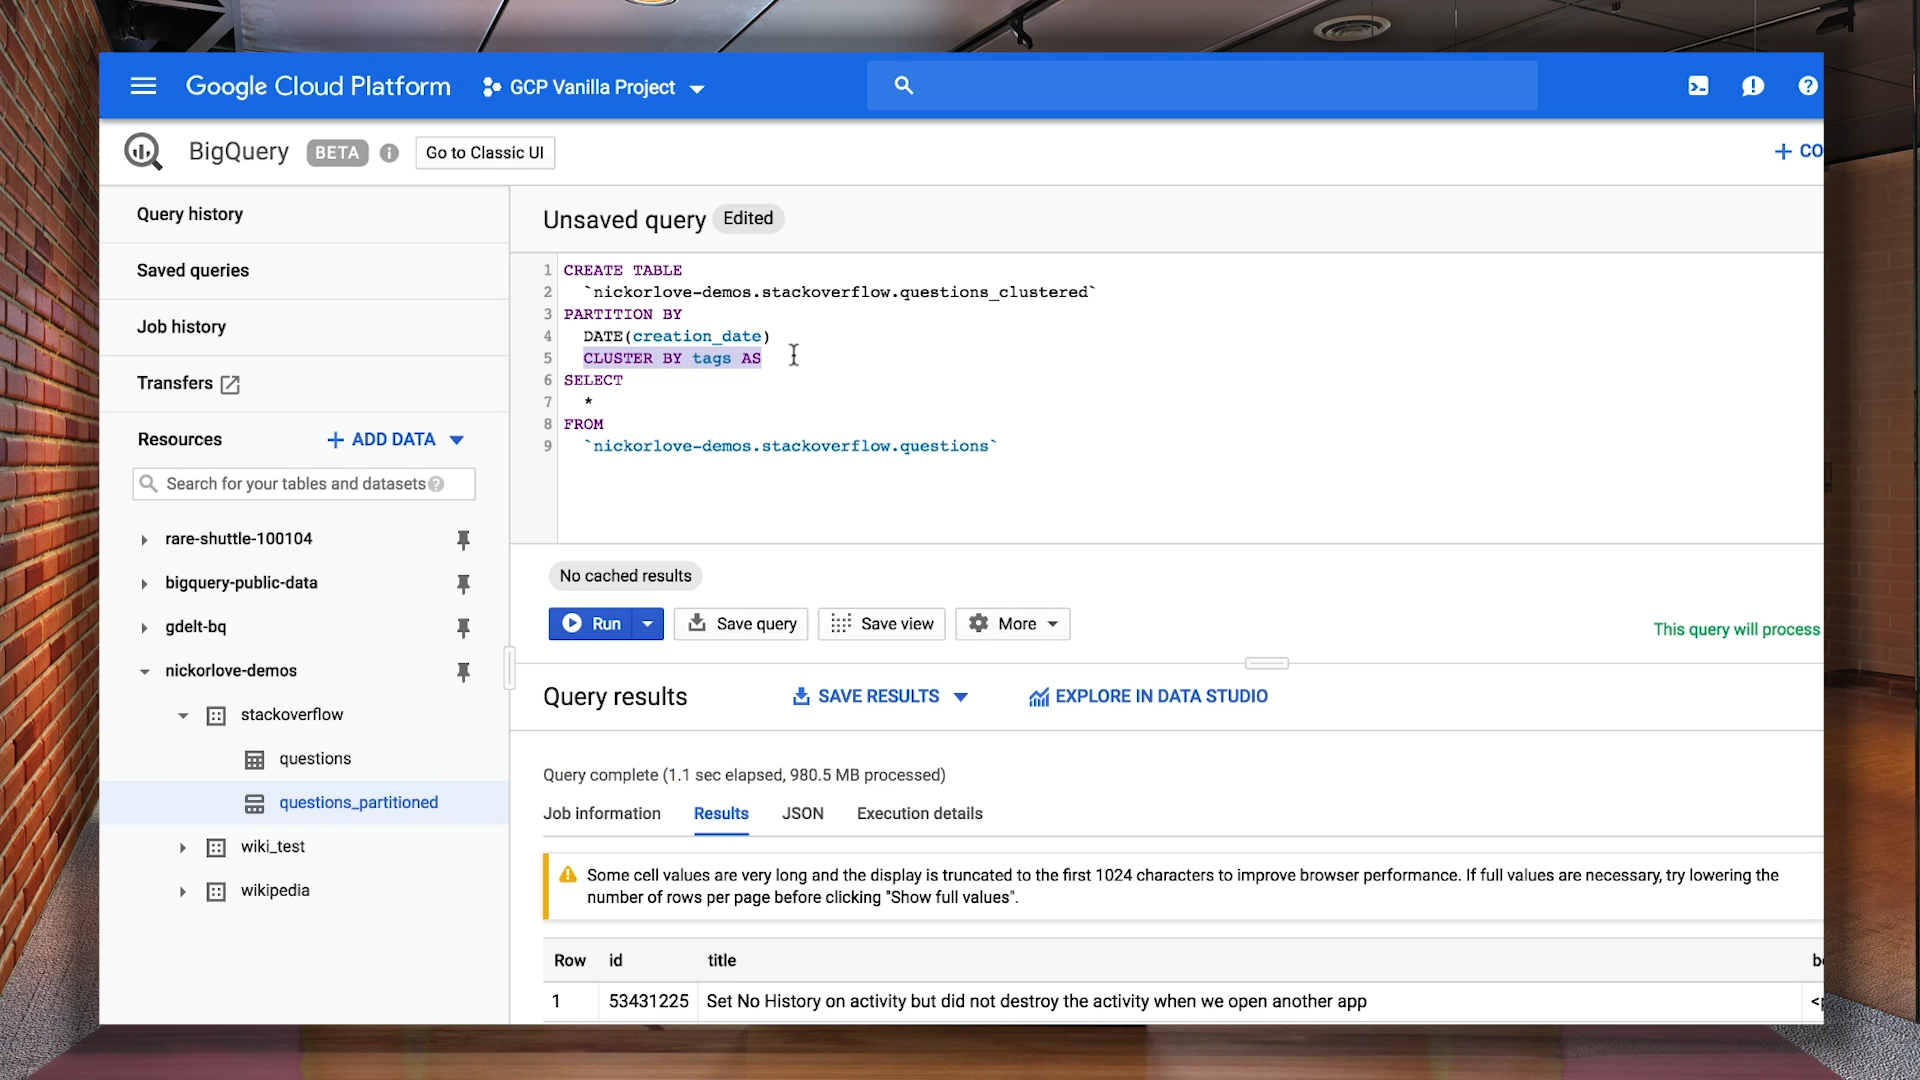 Google Cloud Platform
GCP Vanilla Project
BigQuery BETA Go to Classic UI
+ CO
Query history
Saved queries
Job history
Transfers
Resources
+ ADD DATA
Search for your tables and datasets
rare-shuttle-100104
bigquery-public-data
gdelt-bq
nickorlove-demos
stackoverflow
questions
questions_partitioned
wiki_test
wikipedia
Unsaved query Edited
1 CREATE TABLE
2 `nickorlove-demos.stackoverflow.questions_clustered`
3 PARTITION BY
4 DATE(creation_date)
5 CLUSTER BY tags AS
6 SELECT
7 *
8 FROM
9 `nickorlove-demos.stackoverflow.questions`
No cached results
Run Save query Save view More
This query will process
Query results SAVE RESULTS EXPLORE IN DATA STUDIO
Query complete (1.1 sec elapsed, 980.5 MB processed)
Job information Results JSON Execution details
Some cell values are very long and the display is truncated to the first 1024 characters to improve browser performance. If full values are necessary, try lowering the
number of rows per page before clicking "Show full values".
Row id title
1 53431225 Set No History on activity but did not destroy the activity when we open another app